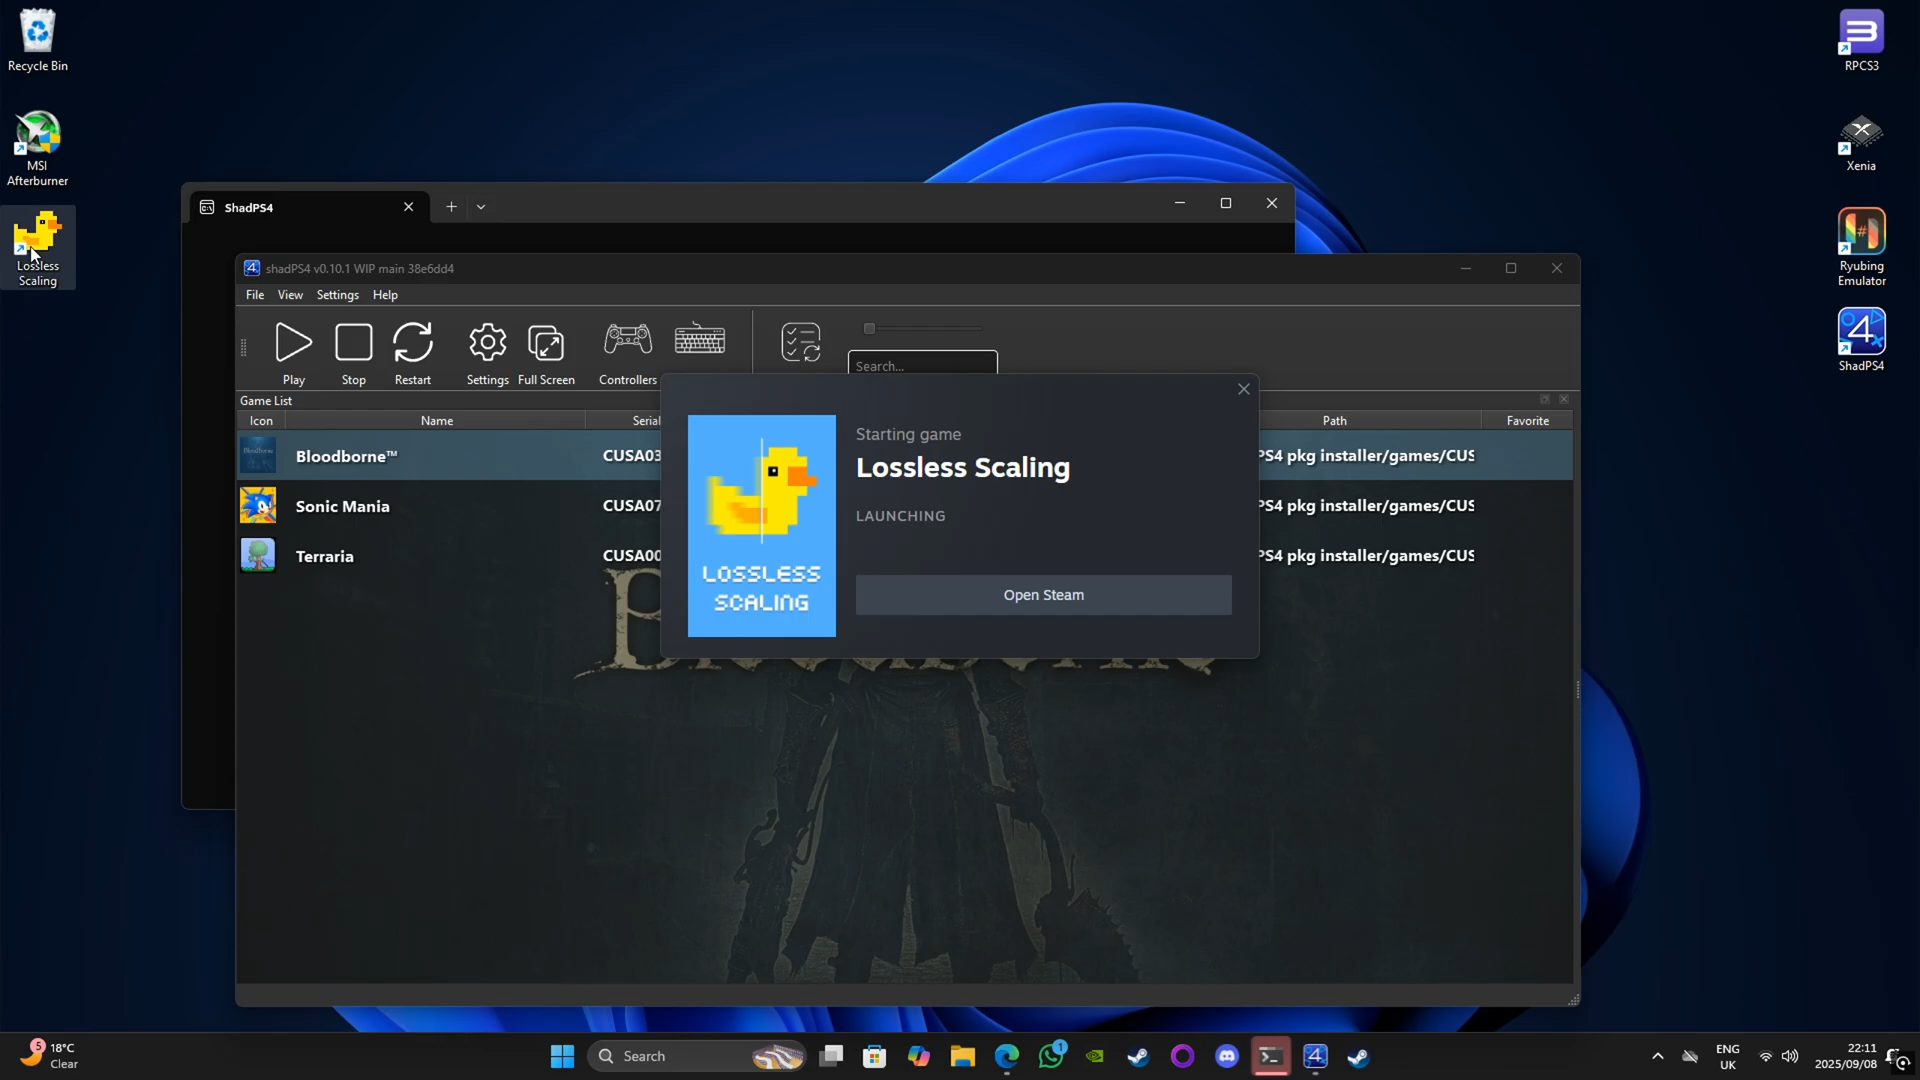 Recycle Bin
MSI
Afterburner
Lossless
Scaling
RPCS3
Xenia
Ryubing
Emulator
ShadPS4
ShadPS4
shadPS4 v0.10.1 WIP main 38e6dd4
File View Settings Help
Play Stop Restart Settings Full Screen Controllers
Search...
Game List
Icon Name Serial Path Favorite
Bloodborne™ CUSA03 PS4 pkg installer/games/CUS
Sonic Mania CUSA07 PS4 pkg installer/games/CUS
Terraria CUSA00 PS4 pkg installer/games/CUS
Starting game
Lossless Scaling
LAUNCHING
Open Steam
LOSSLESS
SCALING
5
18°C
Clear
Search
1
ENG
UK
22:11
2025/09/08